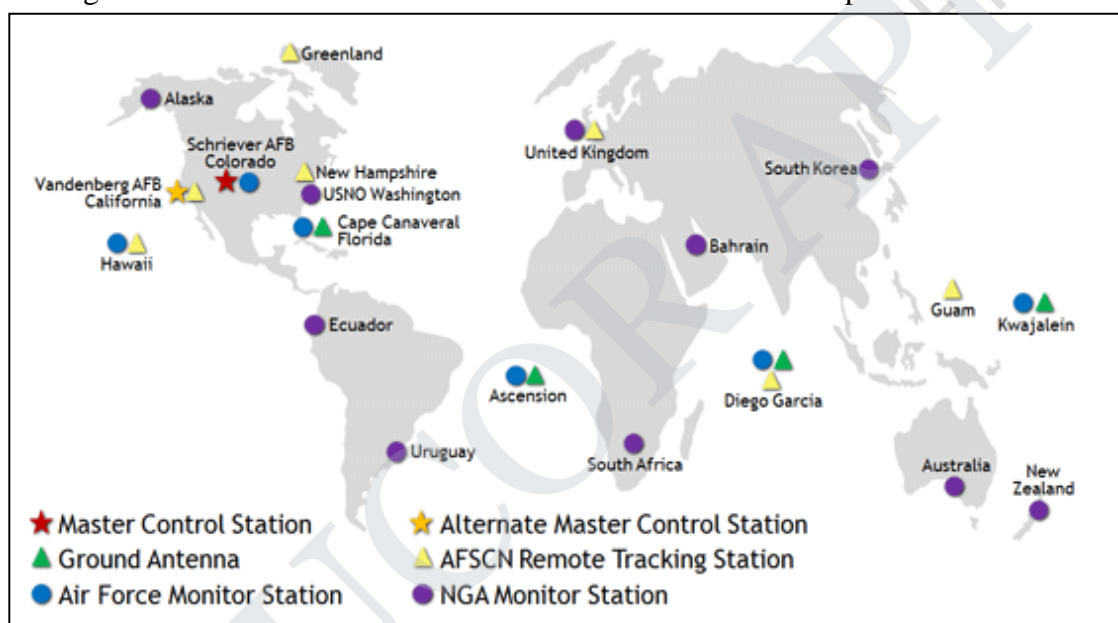 Greenland
Alaska
Schriever AFB
Colorado
United Kingdom
South Korea
New Hampshire
Vandenberg AFB
California
USNO Washington
Cape Canaveral
Florida
Hawaii
Bahrain
Guam
Kwajalein
Ecuador
Ascension
Diego Garcia
Uruguay
South Africa
Australia
New
Zealand
Master Control Station
Alternate Master Control Station
Ground Antenna
AFSCN Remote Tracking Station
Air Force Monitor Station
NGA Monitor Station